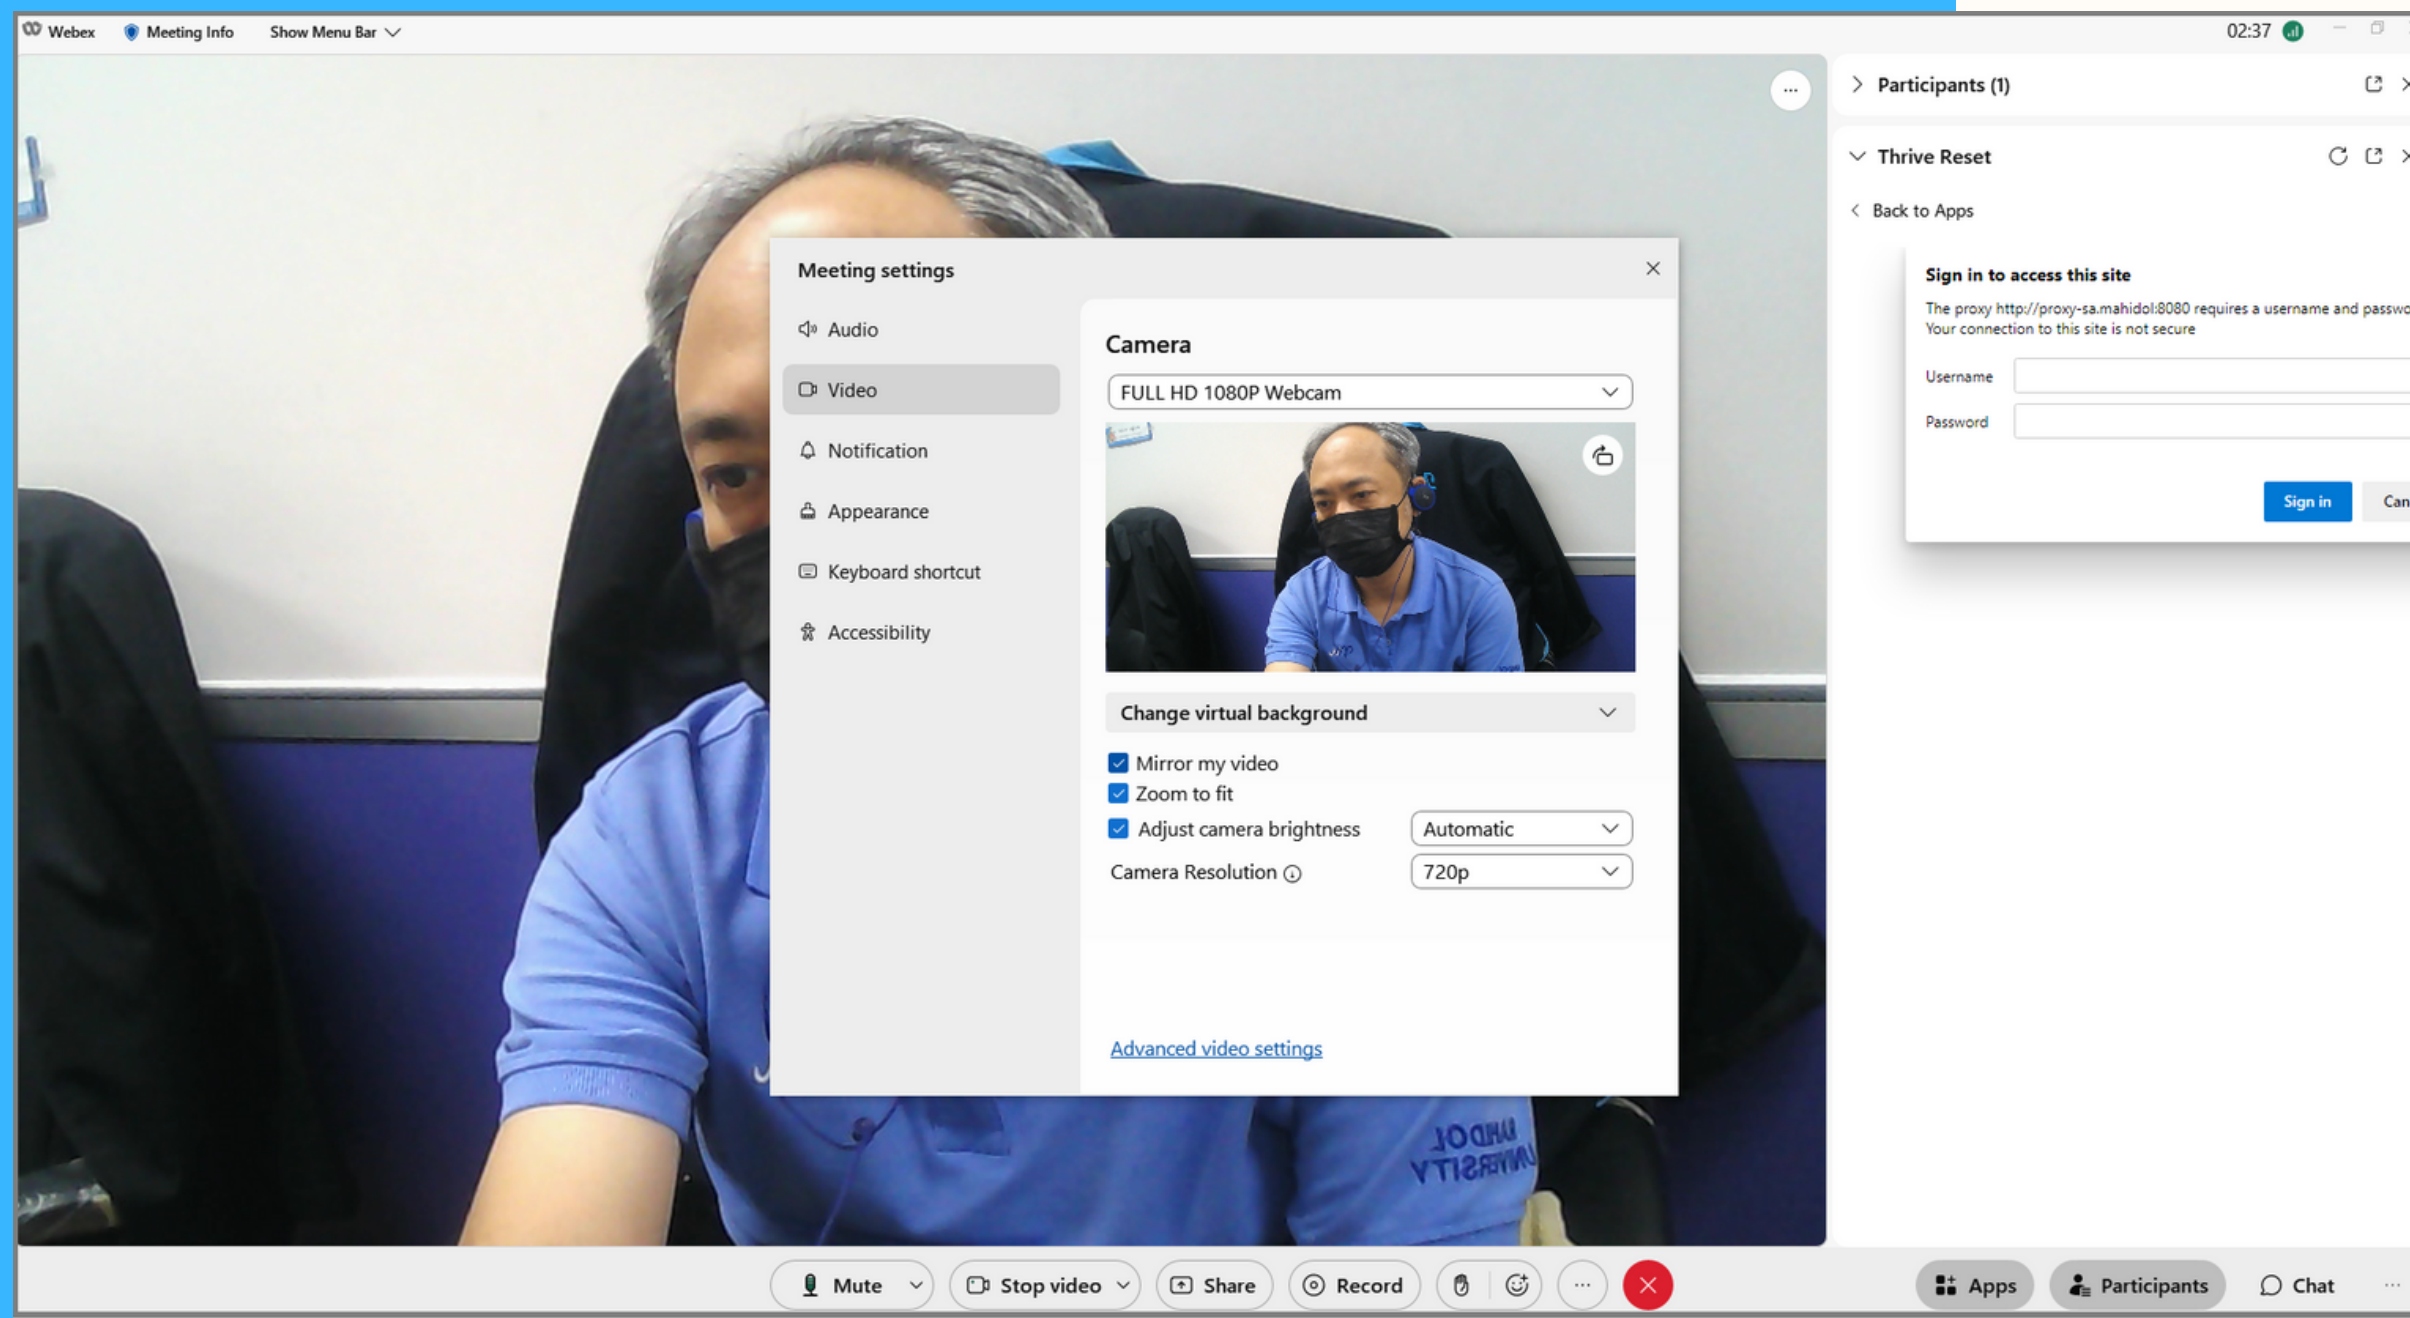 Webex
Meeting Info
Show Menu Bar
02:37
Participants (1)
Thrive Reset
Back to Apps
Sign in to access this site
The proxy http://proxy-sa.mahidol:8080 requires a username and
Your connection to this site is not secure
Username
Password
Sign in
Meeting settings
Audio
Video
Notification
Appearance
Keyboard shortcut
Accessibility
Camera
FULL HD 1080P Webcam
Change virtual background
Mirror my video
Zoom to fit
Adjust camera brightness
Automatic
Camera Resolution
720p
Advanced video settings
MAHIDOL
UNIVERSITY
Mute
Stop video
Share
Record
Apps
Participants
Chat